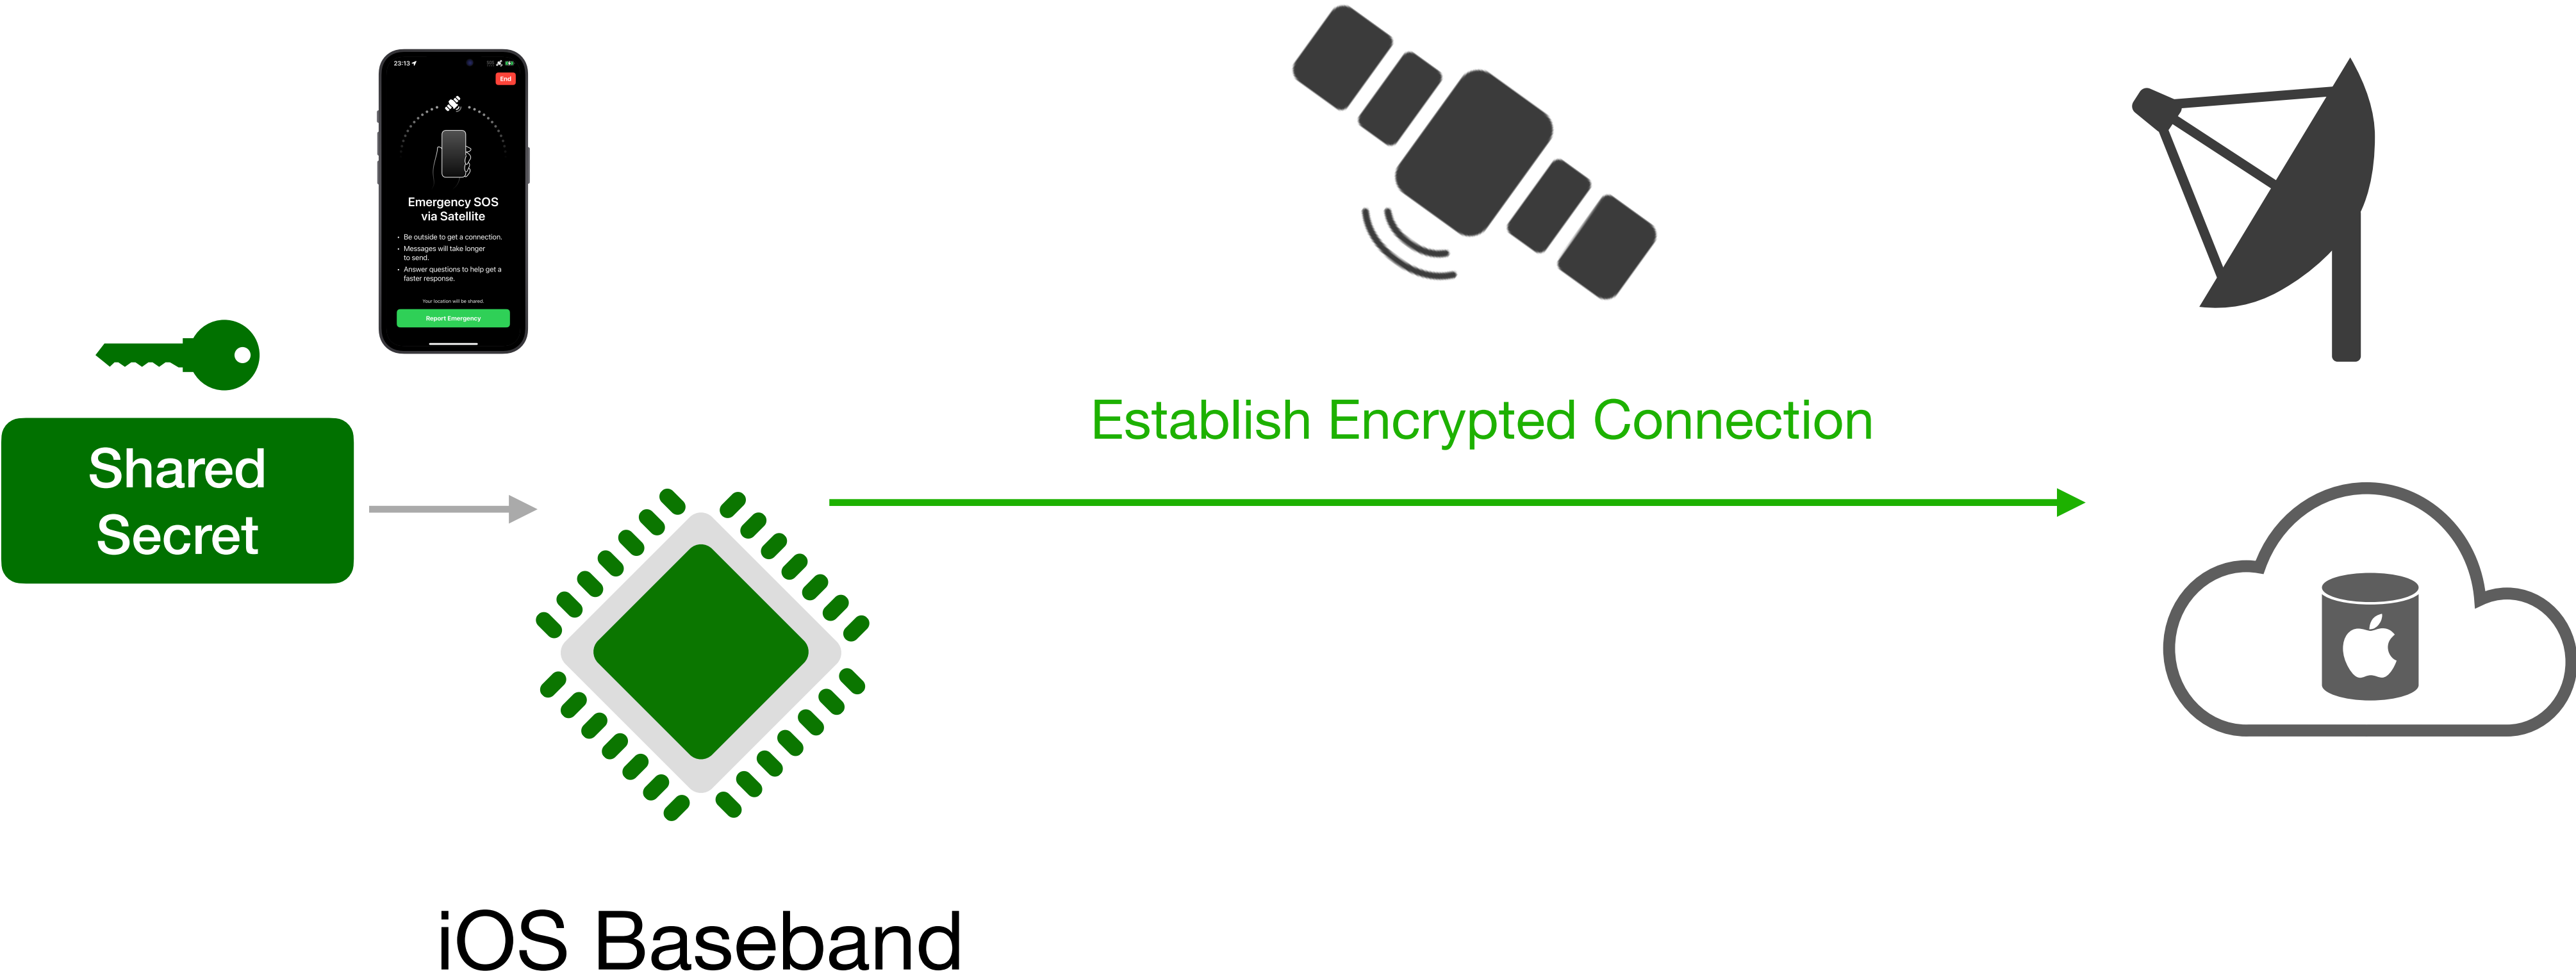 23:13
End
Emergency SOS
via Satellite
• Be outside to get a connection.
• Messages will take longer
to send.
• Answer questions to help get a
faster response.
Your location will be shared.
Report Emergency
Shared
Secret
Establish Encrypted Connection
iOS Baseband